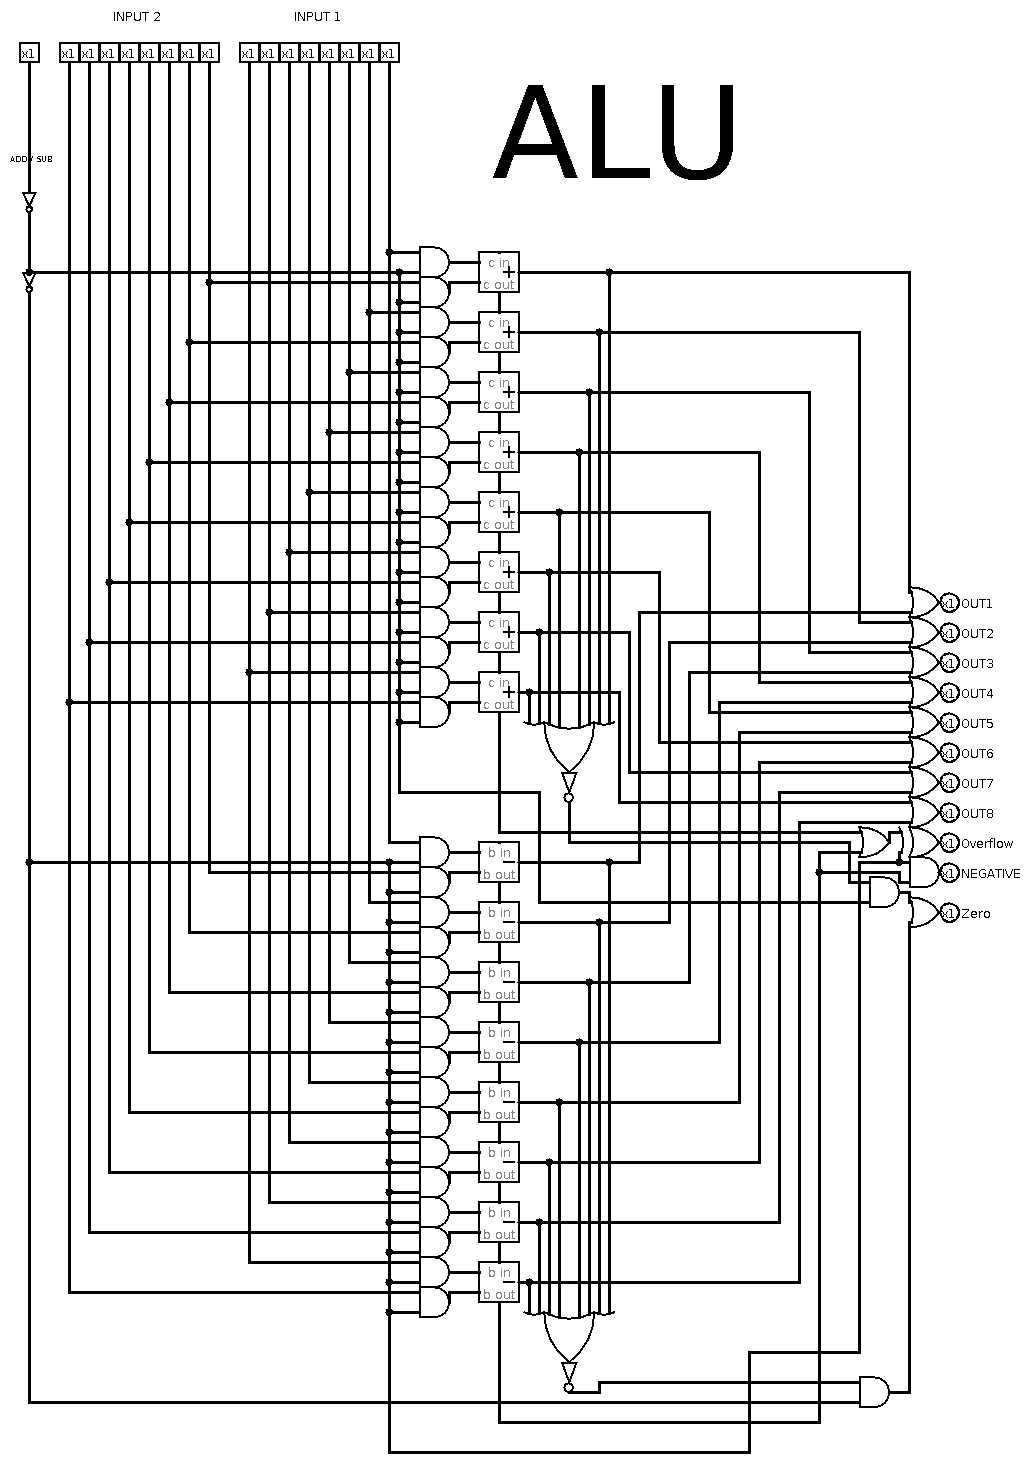 INPUT 2 INPUT 1
x1 x1 x1 x1 x1 x1 x1 x1 x1 x1 x1 x1 x1 x1 x1 x1 x1
ALU
ADD / SUB
c in
+
c out
c in
+
c out
c in
+
c out
c in
+
c out
c in
+
c out
c in
+
c out
c in
+
c out
c in
+
c out
x1 OUT1
x1 OUT2
x1 OUT3
x1 OUT4
x1 OUT5
x1 OUT6
x1 OUT7
x1 OUT8
x1 Overflow
x1 NEGATIVE
x1 Zero
b in
−
b out
b in
−
b out
b in
−
b out
b in
−
b out
b in
−
b out
b in
−
b out
b in
−
b out
b in
−
b out